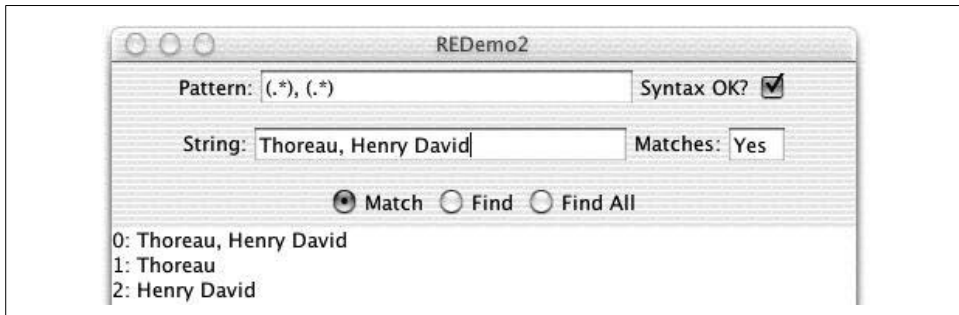 REDemo2
Pattern: (.*), (.*) Syntax OK?
String: Thoreau, Henry David Matches: Yes
Match Find Find All
0: Thoreau, Henry David
1: Thoreau
2: Henry David